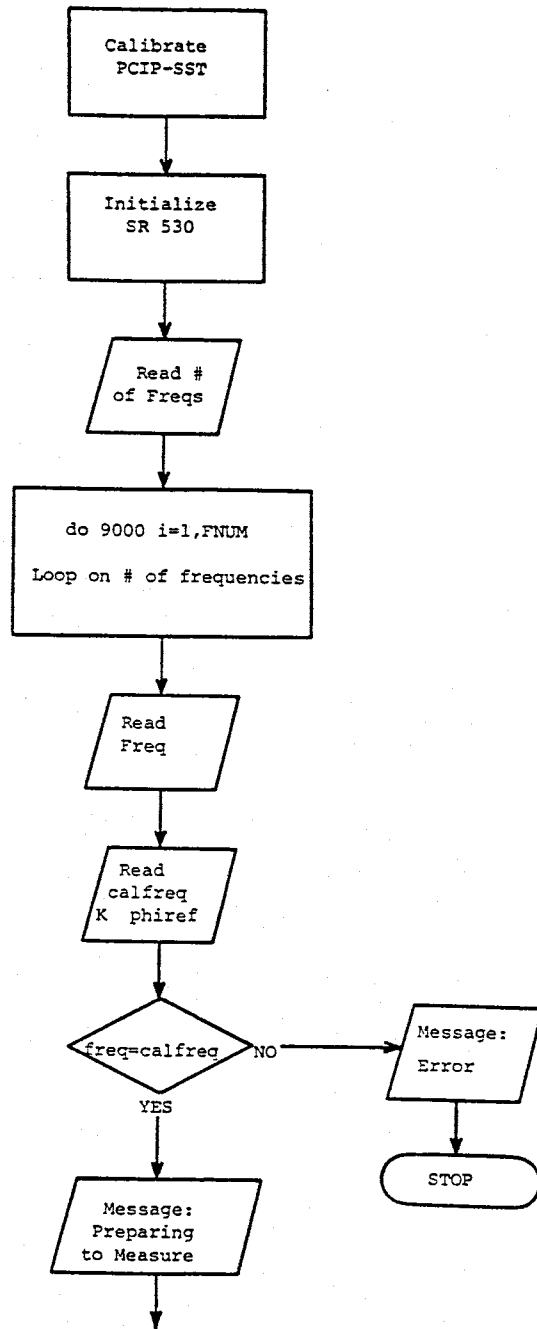 Calibrate
PCIP-SST
Initialize
SR 530
Read #
of Freqs
do 9000 i=1,FNUM
Loop on # of frequencies
Read
Freq
Read
calfreq
K phiref
freq=calfreq
NO
Message:
Error
YES
STOP
Message:
Preparing
to Measure